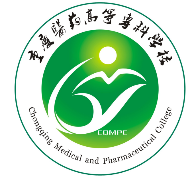 重庆医药高等专科学校
COMPC
Chongqing Medical and Pharmaceutical College